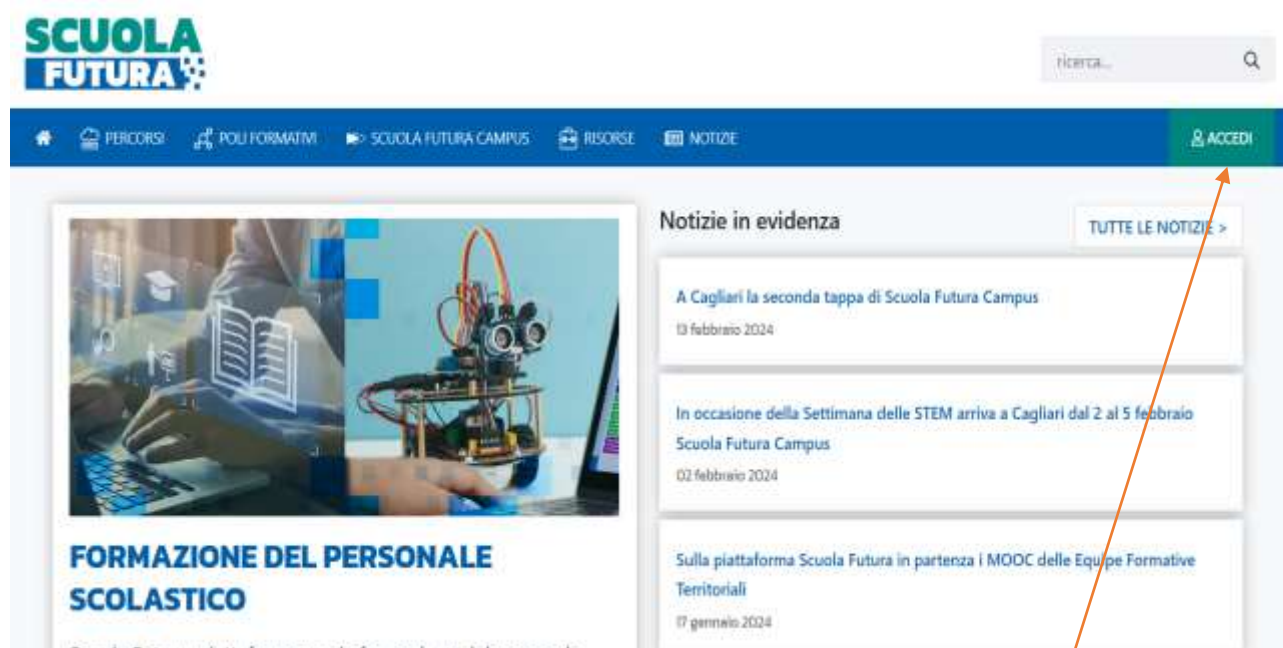 SCUOLA
FUTURA
ricerca...
PERCORSI
POLI FORMATIVI
SCUOLA FUTURA CAMPUS
RISORSE
NOTIZIE
ACCEDI
FORMAZIONE DEL PERSONALE
SCOLASTICO
Notizie in evidenza
TUTTE LE NOTIZIE >
A Cagliari la seconda tappa di Scuola Futura Campus
13 febbraio 2024
In occasione della Settimana delle STEM arriva a Cagliari dal 2 al 5 febbraio
Scuola Futura Campus
02 febbraio 2024
Sulla piattaforma Scuola Futura in partenza i MOOC delle Equipe Formative
Territoriali
17 gennaio 2024